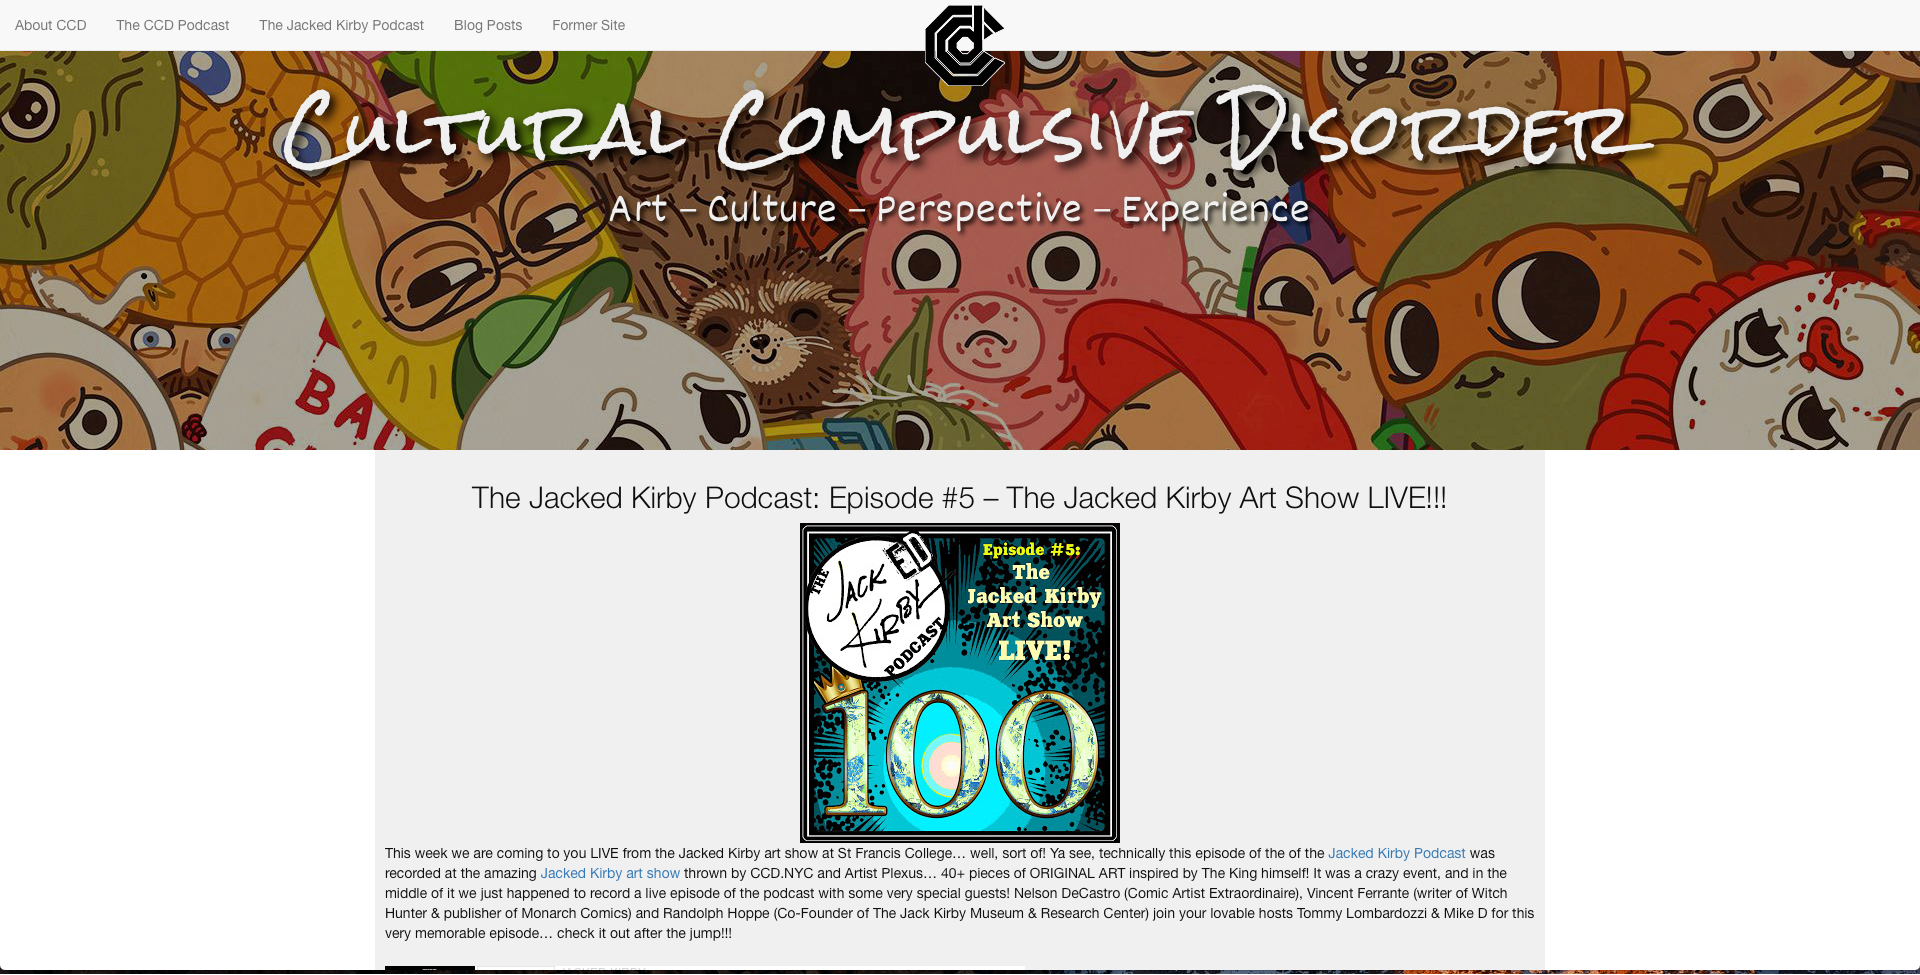 About CCD
The CCD Podcast
The Jacked Kirby Podcast
Blog Posts
Former Site
Cultural Compulsive Disorder
Art – Culture – Perspective – Experience
BAD
The Jacked Kirby Podcast: Episode #5 – The Jacked Kirby Art Show LIVE!!!
THE
JACK ED
KIRBY
PODCAST
Episode #5:
The
Jacked Kirby
Art Show
LIVE!
100
This week we are coming to you LIVE from the Jacked Kirby art show at St Francis College… well, sort of! Ya see, technically this episode of the of the Jacked Kirby Podcast was
recorded at the amazing Jacked Kirby art show thrown by CCD.NYC and Artist Plexus… 40+ pieces of ORIGINAL ART inspired by The King himself! It was a crazy event, and in the
middle of it we just happened to record a live episode of the podcast with some very special guests! Nelson DeCastro (Comic Artist Extraordinaire), Vincent Ferrante (writer of Witch
Hunter & publisher of Monarch Comics) and Randolph Hoppe (Co-Founder of The Jack Kirby Museum & Research Center) join your lovable hosts Tommy Lombardozzi & Mike D for this
very memorable episode… check it out after the jump!!!